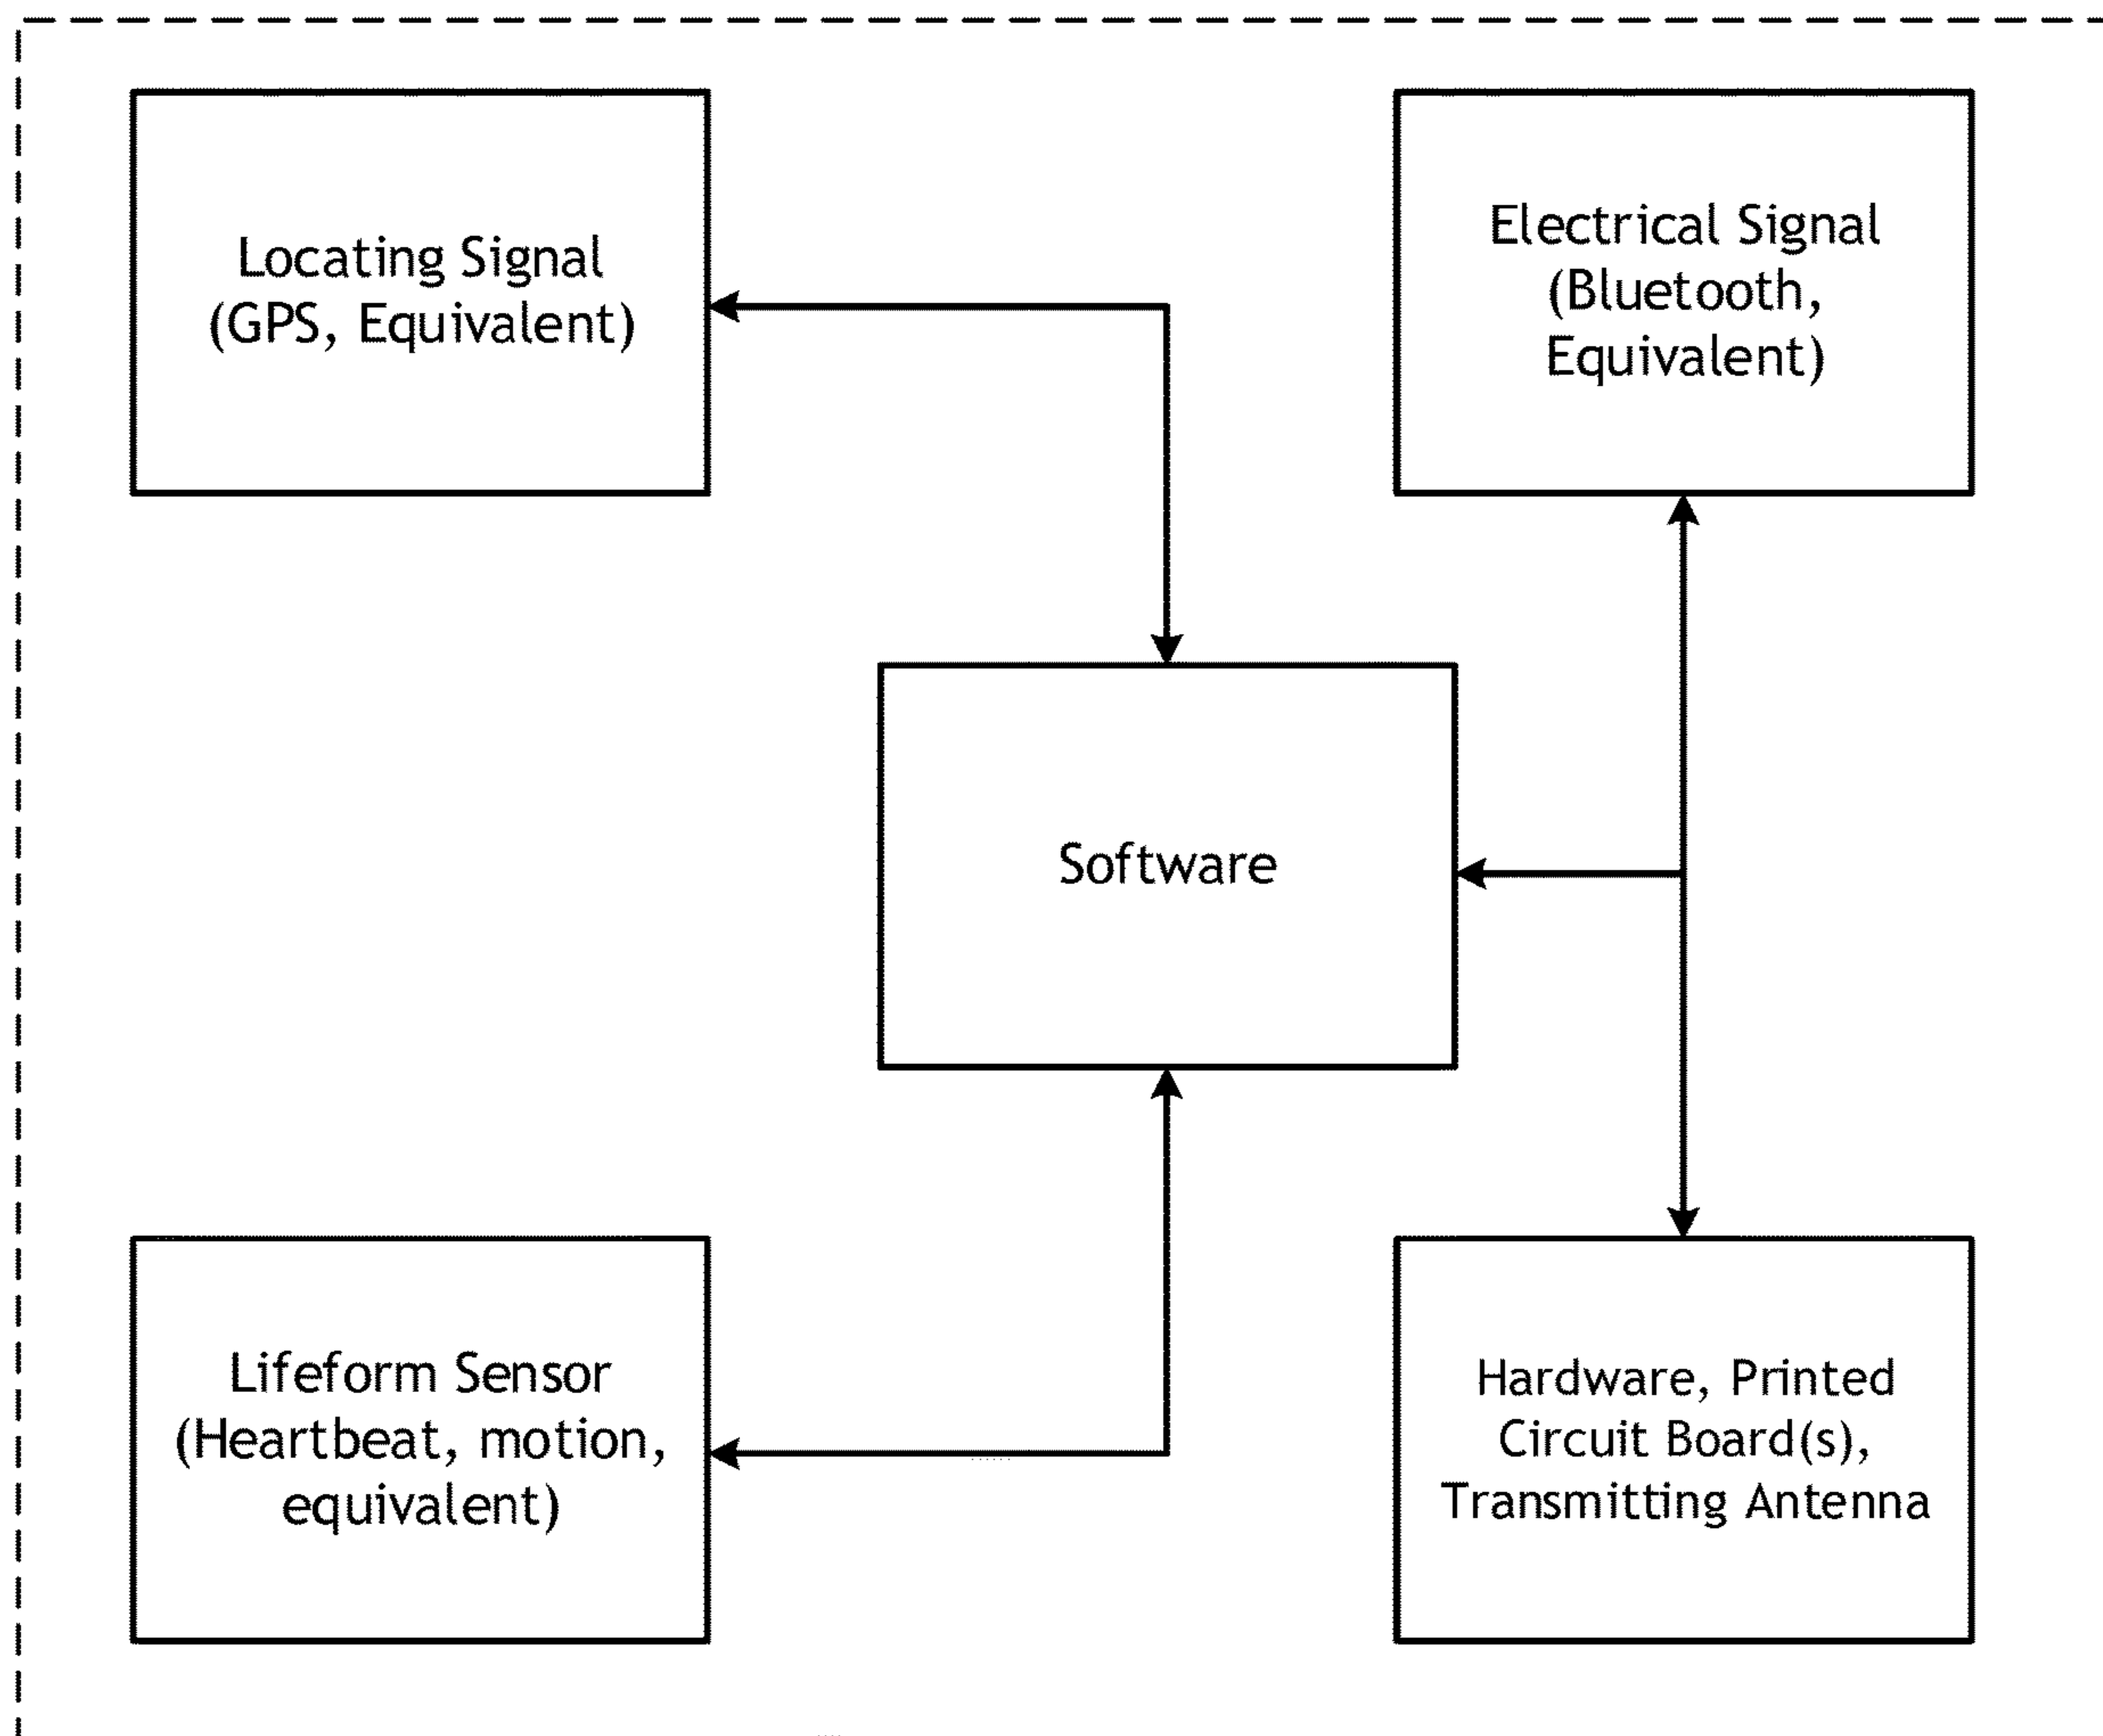 Locating Signal
(GPS, Equivalent)
Electrical Signal
(Bluetooth,
Equivalent)
Software
Lifeform Sensor
(Heartbeat, motion,
equivalent)
Hardware, Printed
Circuit Board(s),
Transmitting Antenna